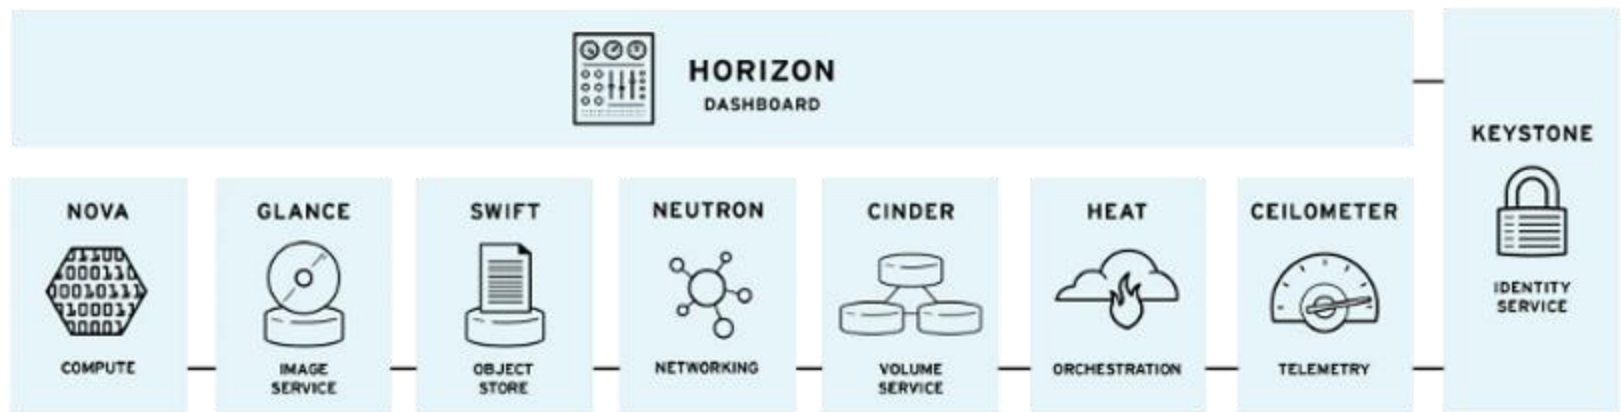 HORIZON
DASHBOARD
KEYSTONE
IDENTITY
SERVICE
NOVA
COMPUTE
GLANCE
IMAGE
SERVICE
SWIFT
OBJECT
STORE
NEUTRON
NETWORKING
CINDER
VOLUME
SERVICE
HEAT
ORCHESTRATION
CEILOMETER
TELEMETRY